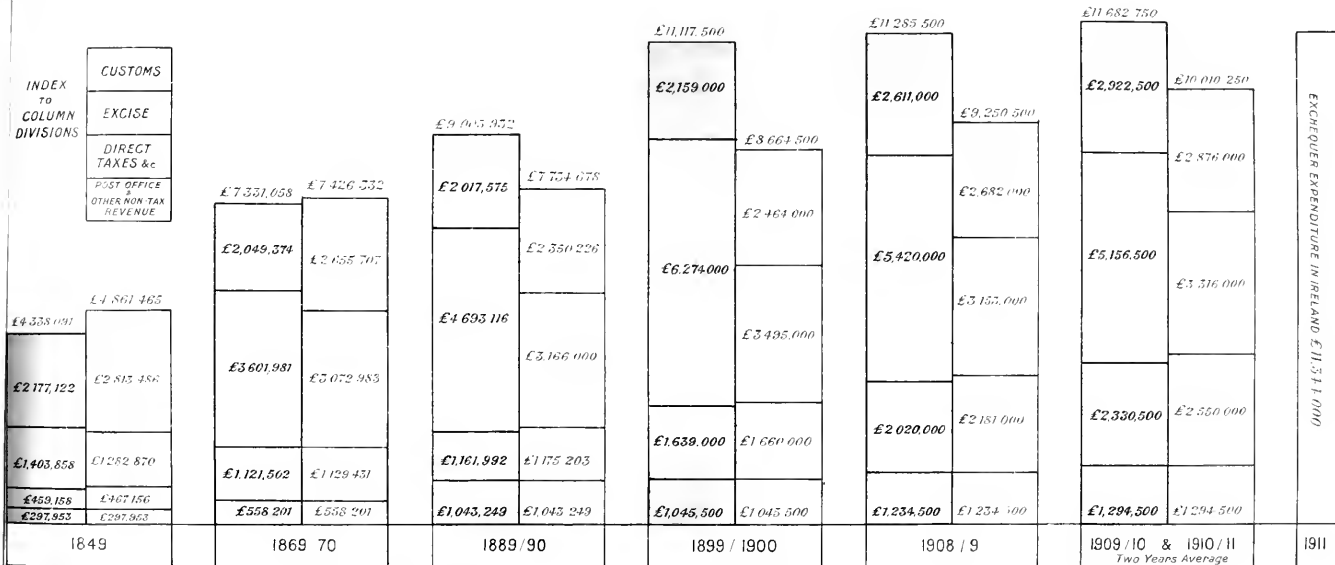 INDEX
TO
COLUMN
DIVISIONS
CUSTOMS
EXCISE
DIRECT
TAXES &c
POST OFFICE
&
OTHER NON-TAX
REVENUE
£4 338 091
£2 177,122
£1,403,858
£459,158
£297,953
£4 861 465
£2 813 486
£1 282 870
£467 156
£297,953
1849
£7 331,058
£2,049,374
£3 601,981
£1,121,502
£558 201
£7 426 332
£3 072 983
£1 129 431
£558 201
1869 70
£2 017,575
£4 693 116
£1,161,992
£1,043,249
£7 734 678
£2 350 226
£3,166 000
£1 175 203
£1,043 249
1889/90
£11,117,500
£2,159 000
£6,274 000
£1,639.000
£1,045,500
£8 664 500
£2 464 000
£3 495,000
£1 660 000
£1 045 500
1899 / 1900
£11 285 500
£2,611,000
£5,420,000
£2 020,000
£1,234,500
£9,250 500
£2,682 000
£3,153,000
£2 181 000
£1 234 500
1908 / 9
£11 682 750
£2,922,500
£5,156,500
£2,330,500
£1,294,500
£10 010 250
£2 876 000
£3 316 000
£2 550 000
£1 294 500
1909/10 & 1910/11
Two Years Average
EXCHEQUER EXPENDITURE IN IRELAND £11,344,000
1911